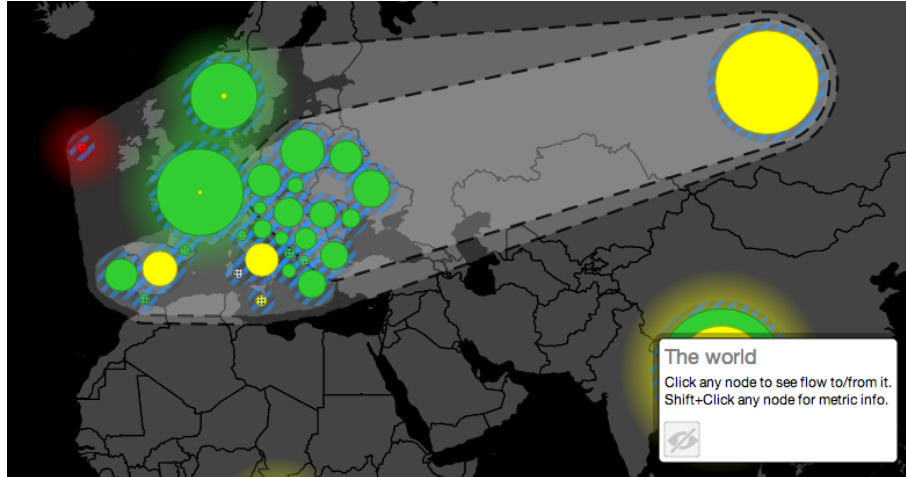 The world
Click any node to see flow to/from it.
Shift+Click any node for metric info.